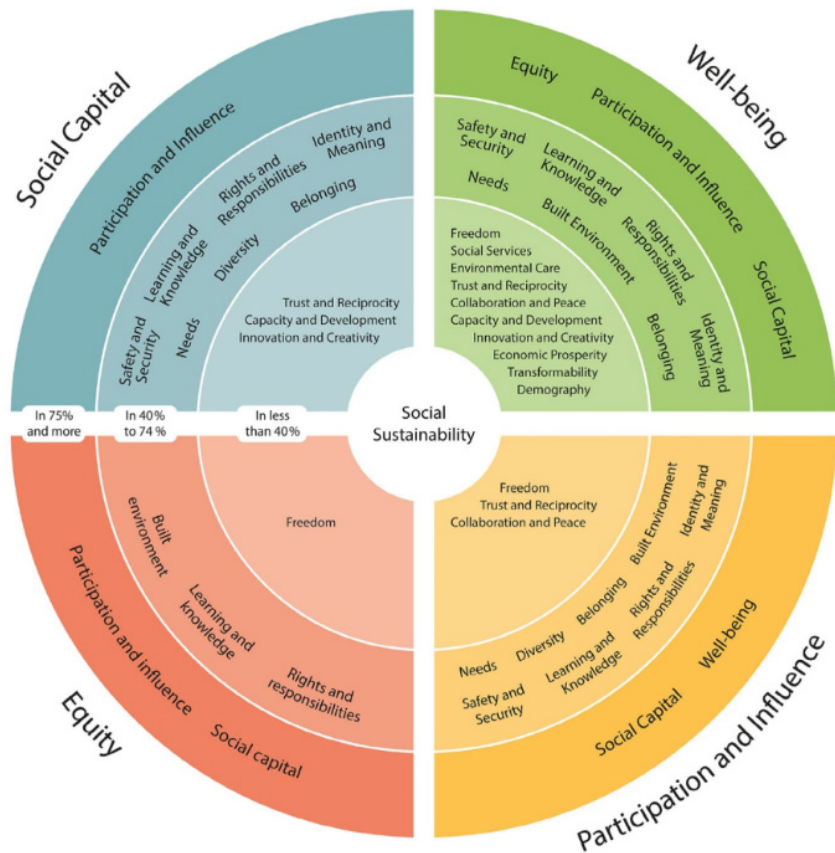 Social Capital
Participation and Influence
Identity and
Meaning
Rights and
Responsibilities
Belonging
Learning and
Knowledge
Diversity
Safety and
Security
Needs
Trust and Reciprocity
Capacity and Development
Innovation and Creativity
Well-being
Equity
Participation and Influence
Social Capital
Safety and
Security
Learning and
Knowledge
Rights and
Responsibilities
Identity and
Meaning
Needs
Built Environment
Belonging
Freedom
Social Services
Environmental Care
Trust and Reciprocity
Collaboration and Peace
Capacity and Development
Innovation and Creativity
Economic Prosperity
Transformability
Demography
In 75%
and more
In 40%
to 74 %
In less
than 40%
Social
Sustainability
Equity
Participation and influence
Social capital
Built
environment
Learning and
knowledge
Rights and
responsibilities
Freedom
Freedom
Trust and Reciprocity
Collaboration and Peace
Built Environment
Identity and
Meaning
Belonging
Rights and
Responsibilities
Diversity
Learning and
Knowledge
Needs
Safety and
Security
Well-being
Social Capital
Participation and Influence